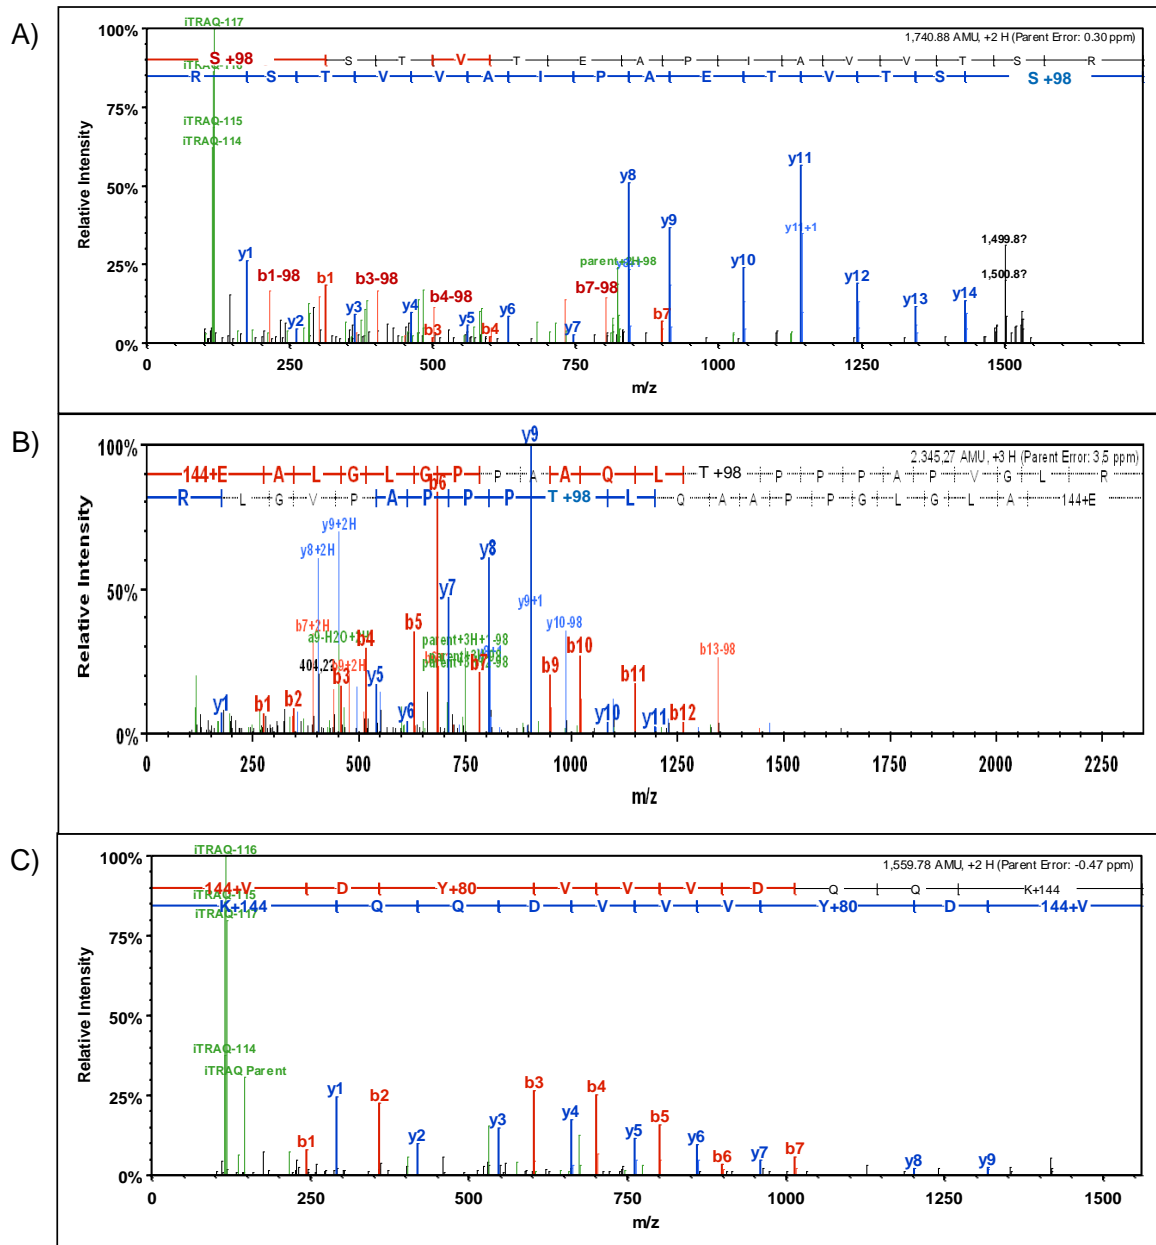 A)
1,740.88 AMU, +2 H (Parent Error: 0.30 ppm)
iTRAQ-117
S +98 S T V T E A P I A V V T S R
R S T V V A I P A E T V T S S +98
iTRAQ-115
iTRAQ-114
100%
75%
50%
25%
0%
Relative Intensity
y1 b1-98 y2 b1 y3 b3-98 y4 b3 b4-98 y5 b4 y6 y7 b7-98 parent+2H-98 y8 y9 b7 y10 y11 y11+1 y12 y13 y14
1,499.8?
1,500.8?
0 250 500 750 1000 1250 1500
m/z
B)
2,345,27 AMU, +3 H (Parent Error: 3.5 ppm)
144+E A L G L G P P A A Q L T +98 P P P A P V G L R
R L G V P A P P P T +98 L Q A A P P G L G L A 144+E
100%
50%
0%
Relative Intensity
y1 b1 b2 b7+2H y8+2H 404,22 y9+2H a9-H2O+2H b3 b9+2H b4 y5 y6 b5 b6 y7 parent+3H+1-98 b7 y8 y9 y9+1 b9 y10-98 b10 y10 b11 y11 b12 b13-98
0 250 500 750 1000 1250 1500 1750 2000 2250
m/z
C)
1,559.78 AMU, +2 H (Parent Error: -0.47 ppm)
iTRAQ-116
144+V D Y+80 V V V D Q Q K+144
iTRAQ-115
K+144 Q Q D V V V Y+80 D 144+V
iTRAQ-117
iTRAQ-114
iTRAQ Parent
100%
75%
50%
25%
0%
Relative Intensity
b1 y1 b2 y2 y3 b3 y4 b4 y5 b5 y6 b6 y7 b7 y8 y9
0 250 500 750 1000 1250 1500
m/z